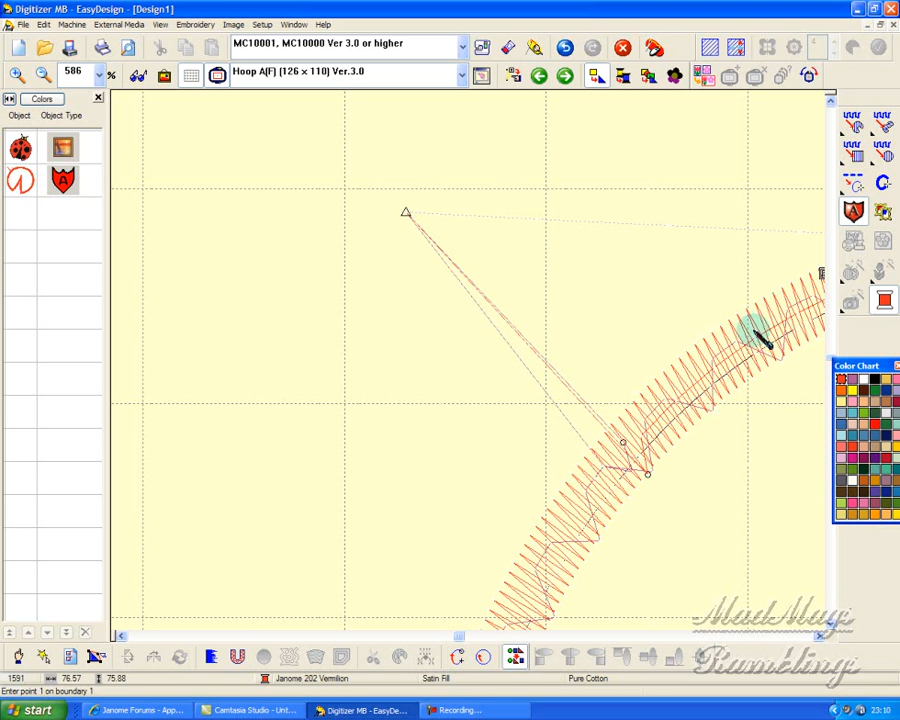 Digitizer MB - EasyDesign - [Design1]
File Edit Machine External Media View Embroidery Image Setup Window Help
MC10001, MC10000 Ver 3.0 or higher
4
586 %
Hoop A(F) (126 x 110) Ver.3.0
Colors
Object Object Type
A
A
Color Chart
MadMags
Ramblings
1591 76.57 75.88 Janome 202 Vermilion Satin Fill Pure Cotton
Enter point on boundary 1
start Janome Forums - App... Camtasia Studio - Unt... Digitizer MB - EasyDe... Recording... 23:10